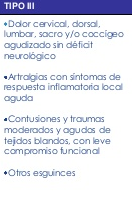 TIPO III
•Dolor cervical, dorsal,
lumbar, sacro y/o coccígeo
agudizado sin déficit
neurológico
•Artralgias con síntomas de
respuesta inflamatoria local
aguda
•Contusiones y traumas
moderados y agudos de
tejidos blandos, con leve
compromiso funcional
•Otros esguinces